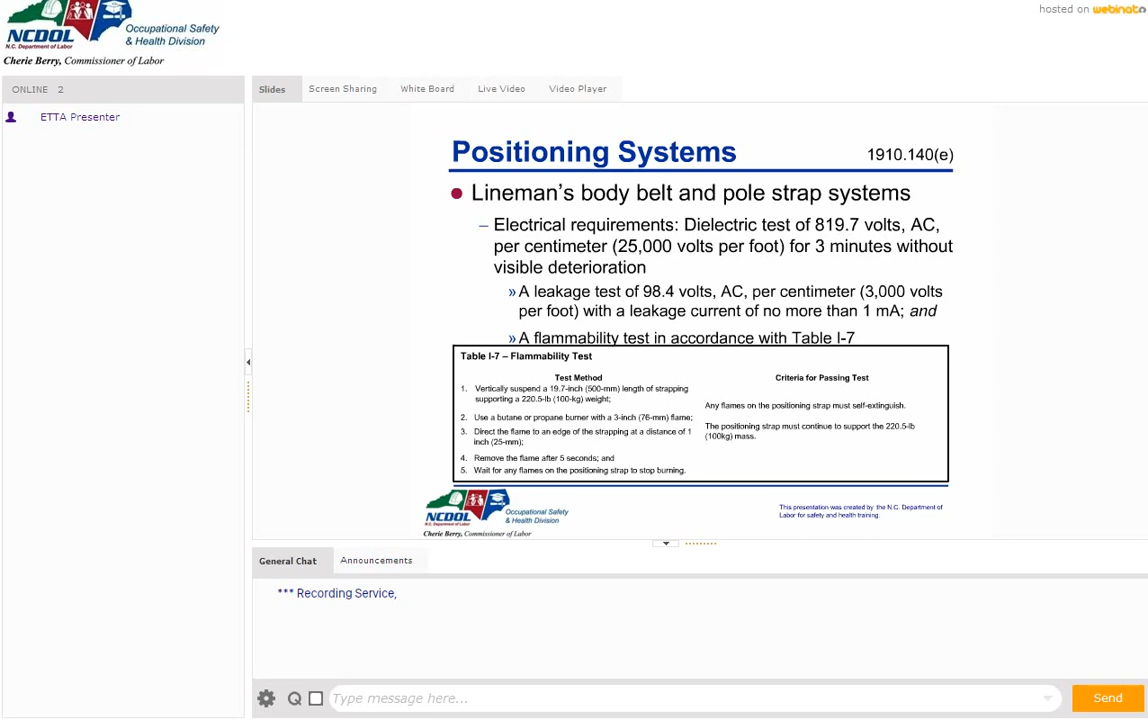 hosted on webinato
NCDOL
N.C. Department of Labor
Occupational Safety
& Health Division
Cherie Berry, Commissioner of Labor
ONLINE 2
ETTA Presenter
Slides Screen Sharing White Board Live Video Video Player
Positioning Systems 1910.140(e)
Lineman's body belt and pole strap systems
– Electrical requirements: Dielectric test of 819.7 volts, AC,
per centimeter (25,000 volts per foot) for 3 minutes without
visible deterioration
» A leakage test of 98.4 volts, AC, per centimeter (3,000 volts
per foot) with a leakage current of no more than 1 mA; and
» A flammability test in accordance with Table I-7
Table I-7 – Flammability Test
Test Method
1. Vertically suspend a 19.7-inch (500-mm) length of strapping
supporting a 220.5-lb (100-kg) weight;
2. Use a butane or propane burner with a 3-inch (76-mm) flame;
3. Direct the flame to an edge of the strapping at a distance of 1
inch (25-mm);
4. Remove the flame after 5 seconds; and
5. Wait for any flames on the positioning strap to stop burning.
Criteria for Passing Test
Any flames on the positioning strap must self-extinguish.
The positioning strap must continue to support the 220.5-lb
(100kg) mass.
NCDOL
N.C. Department of Labor
Occupational Safety
& Health Division
Cherie Berry, Commissioner of Labor
This presentation was created by the N.C. Department of
Labor for safety and health training.
General Chat Announcements
*** Recording Service,
Type message here...
Send